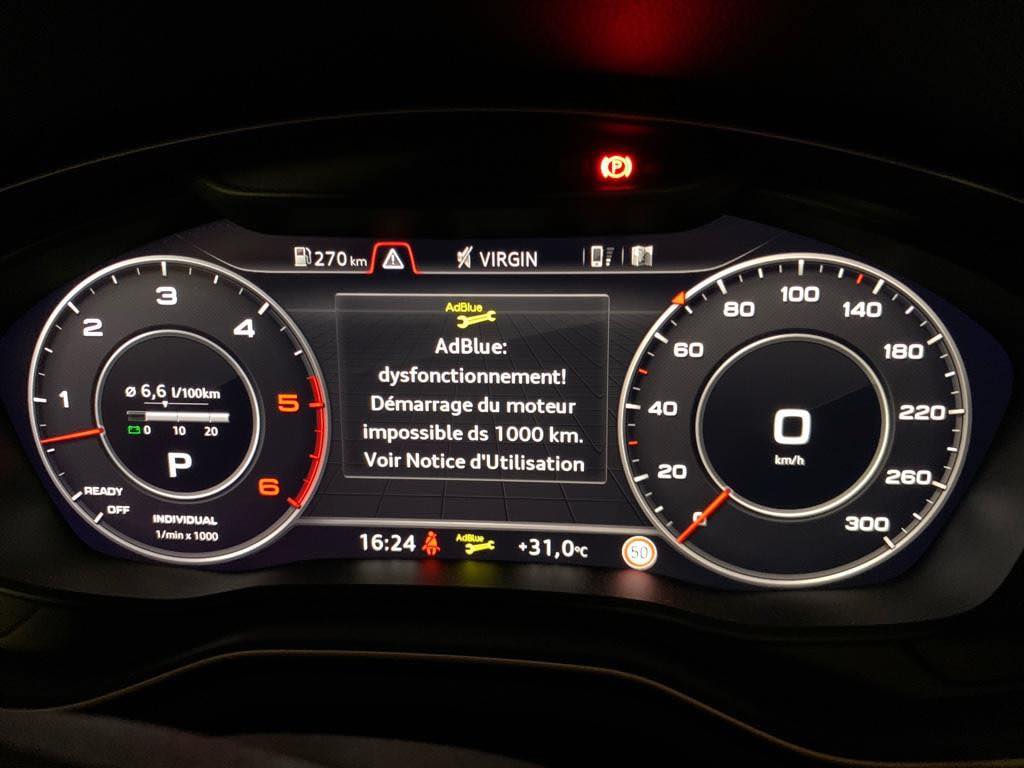 P
270 km
VIRGIN
AdBlue
AdBlue:
dysfonctionnement!
Démarrage du moteur
impossible ds 1000 km.
Voir Notice d'Utilisation
1
2
3
4
5
6
ø 6,6 l/100km
0 10 20
P
READY
OFF
INDIVIDUAL
1/min x 1000
0
20
40
60
80
100
140
180
220
260
300
0
km/h
16:24
AdBlue
+31,0°C
50